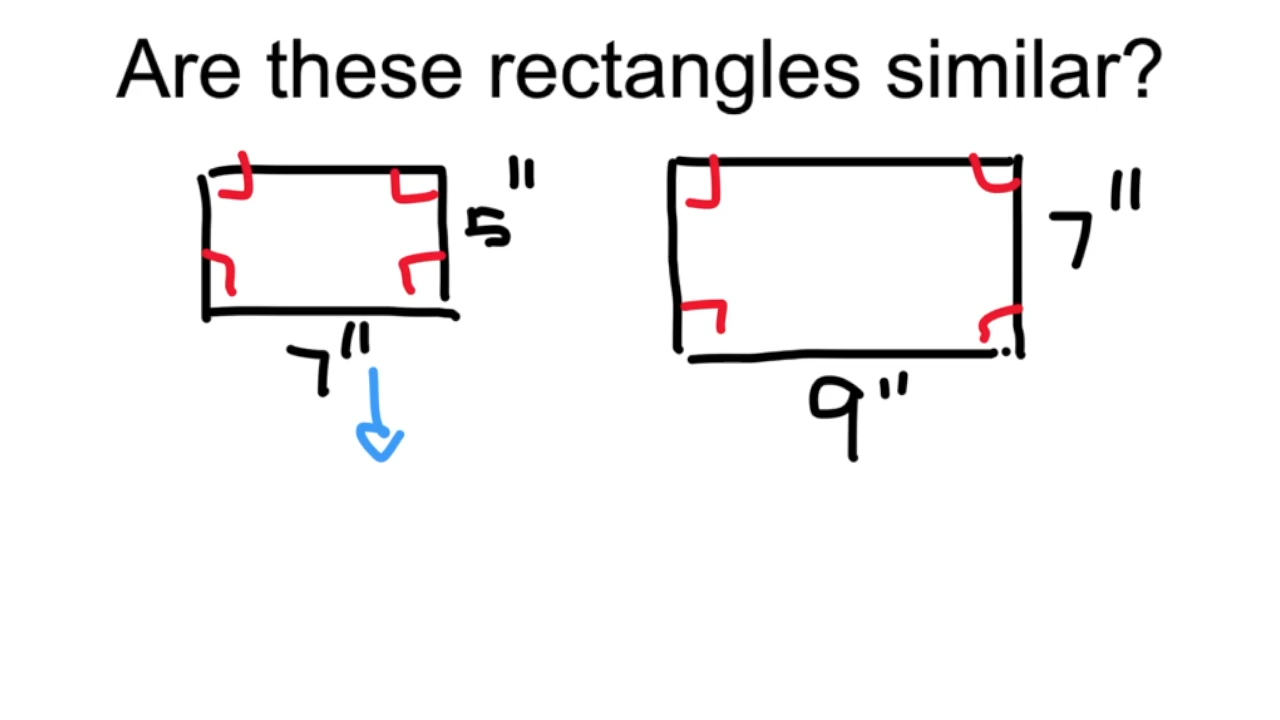 Are these rectangles similar?
5"
7"
7"
9"